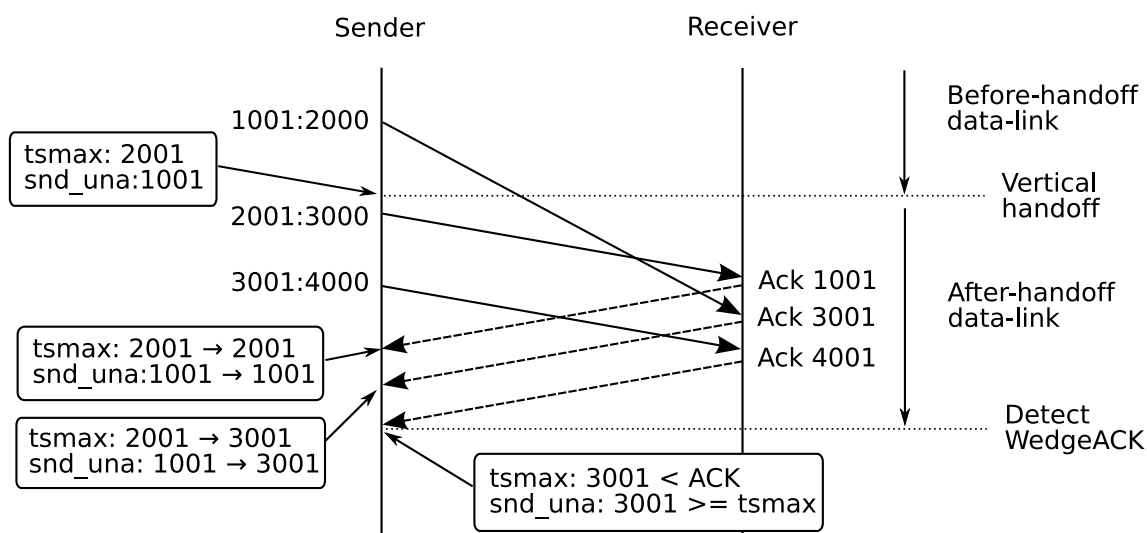 Sender
Receiver
Before-handoff
data-link
1001:2000
tsmax: 2001
snd_una:1001
Vertical
handoff
2001:3000
3001:4000
Ack 1001
Ack 3001
Ack 4001
After-handoff
data-link
tsmax: 2001 → 2001
snd_una:1001 → 1001
tsmax: 2001 → 3001
snd_una: 1001 → 3001
Detect
WedgeACK
tsmax: 3001 < ACK
snd_una: 3001 >= tsmax